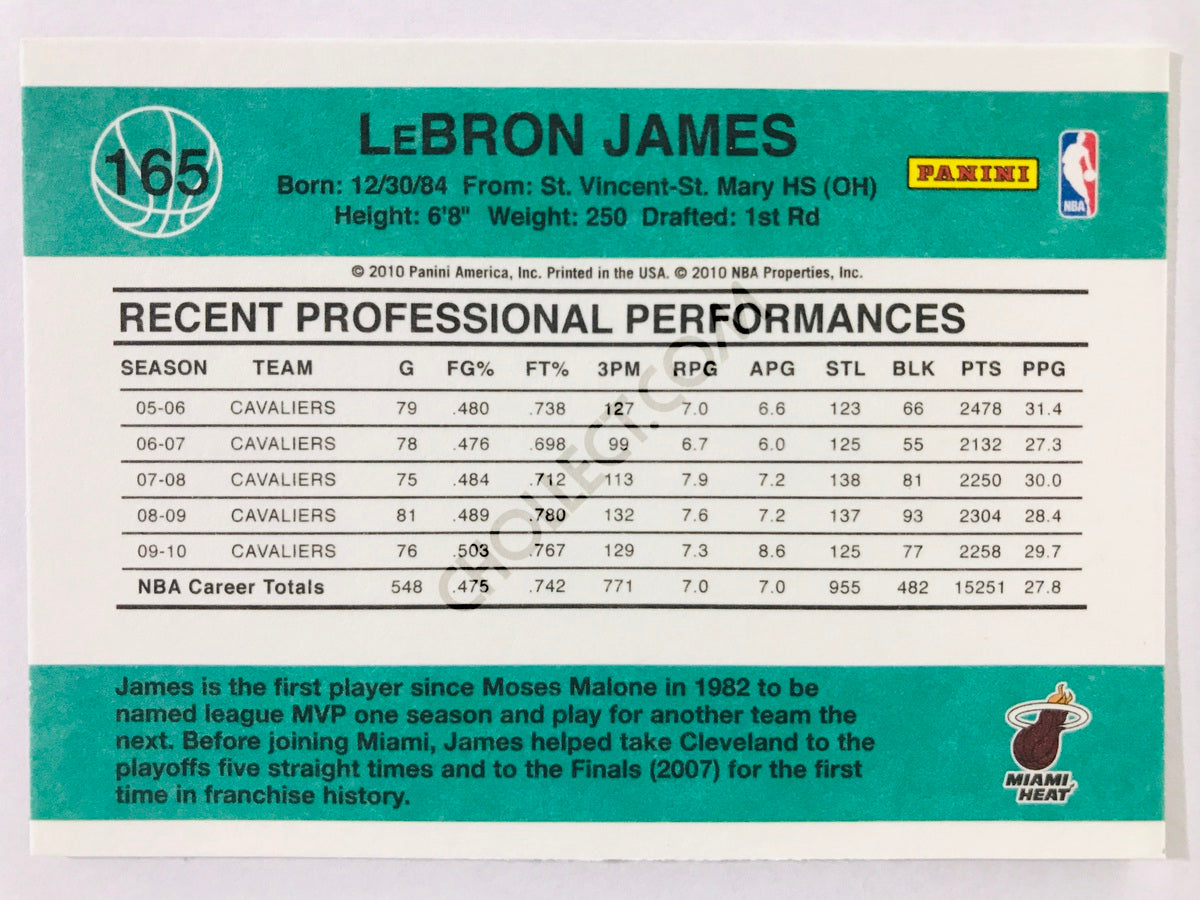 165
LeBRON JAMES
Born: 12/30/84 From: St. Vincent-St. Mary HS (OH)
Height: 6'8" Weight: 250 Drafted: 1st Rd
PANINI
NBA
© 2010 Panini America, Inc. Printed in the USA. © 2010 NBA Properties, Inc.
RECENT PROFESSIONAL PERFORMANCES
SEASON TEAM G FG% FT% 3PM RPG APG STL BLK PTS PPG
05-06 CAVALIERS 79 .480 .738 127 7.0 6.6 123 66 2478 31.4
06-07 CAVALIERS 78 .476 .698 99 6.7 6.0 125 55 2132 27.3
07-08 CAVALIERS 75 .484 .712 113 7.9 7.2 138 81 2250 30.0
08-09 CAVALIERS 81 .489 .780 132 7.6 7.2 137 93 2304 28.4
09-10 CAVALIERS 76 .503 .767 129 7.3 8.6 125 77 2258 29.7
NBA Career Totals 548 .475 .742 771 7.0 7.0 955 482 15251 27.8
CHOLLECT.COM
James is the first player since Moses Malone in 1982 to be
named league MVP one season and play for another team the
next. Before joining Miami, James helped take Cleveland to the
playoffs five straight times and to the Finals (2007) for the first
time in franchise history.
MIAMI
HEAT